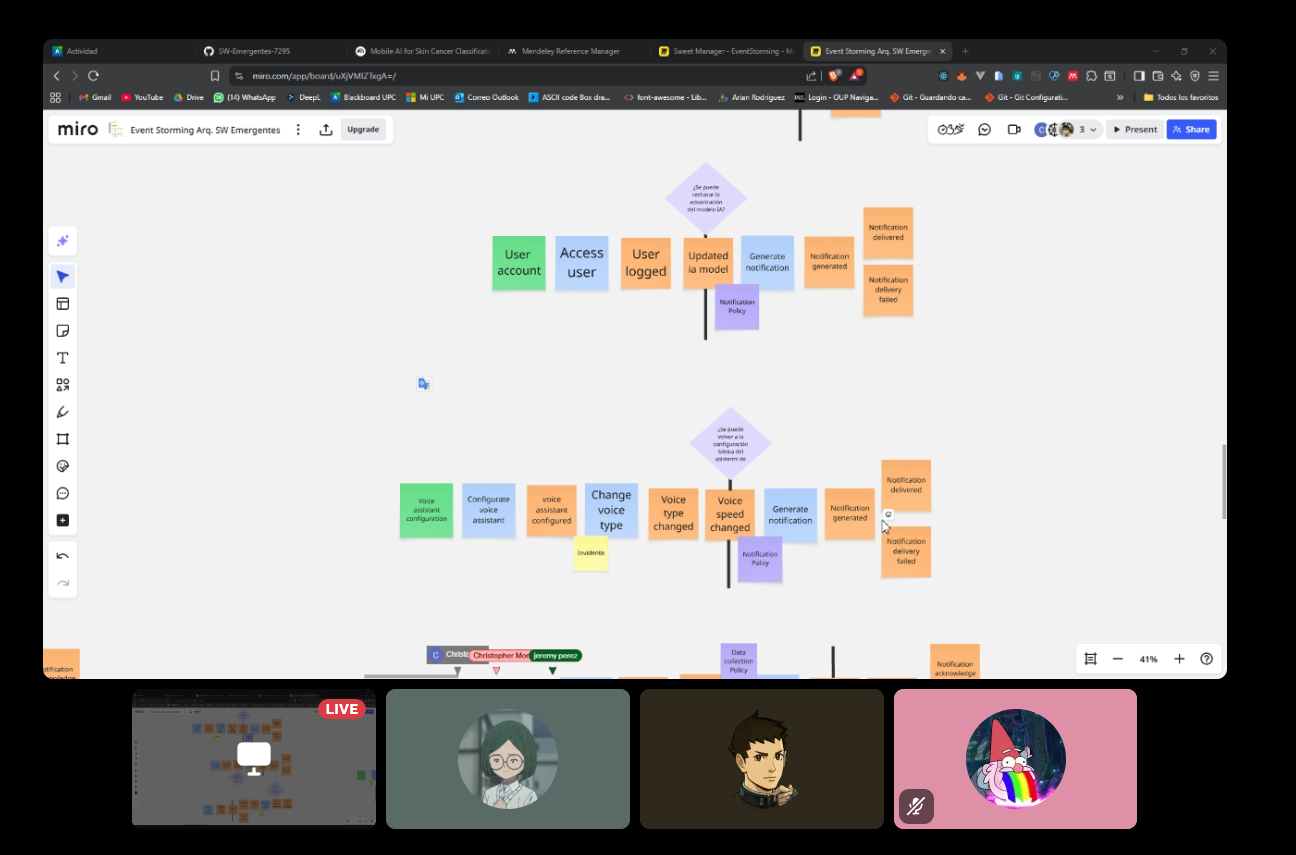 Actividad
SW-Emergentes-7295
Mobile AI for Skin Cancer Classificati
Mendeley Reference Manager
Sweet Manager - EventStorming - M
Event Storming Arq. SW Emerge
miro.com/app/board/uXjVMIZTxgA=/
Gmail
YouTube
Drive
(14) WhatsApp
DeepL
Blackboard UPC
Mi UPC
Correo Outlook
ASCII code Box dra...
font-awesome - Lib...
Arian Rodriguez
Login - OUP Naviga...
Git - Guardando ca...
Git - Git Configurati...
Todos los favoritos
miro
Event Storming Arq. SW Emergentes
Upgrade
3
Present
Share
¿Se puede
rechazar la
actualización
del modelo IA?
User
account
Access
user
User
logged
Updated
ia model
Generate
notification
Notification
generated
Notification
delivered
Notification
delivery
failed
Notification
Policy
¿Se puede
volver a la
configuración
básica del
asistente de
Voice
assistant
configuration
Configurate
voice
assistant
voice
assistant
configured
Change
voice
type
Voice
type
changed
Voice
speed
changed
Generate
notification
Notification
generated
Notification
delivered
Notification
delivery
failed
Invidente
Notification
Policy
C
Christo
Christopher Mor
jeremy perez
Data
collection
Policy
Notification
acknowledge
41%
LIVE